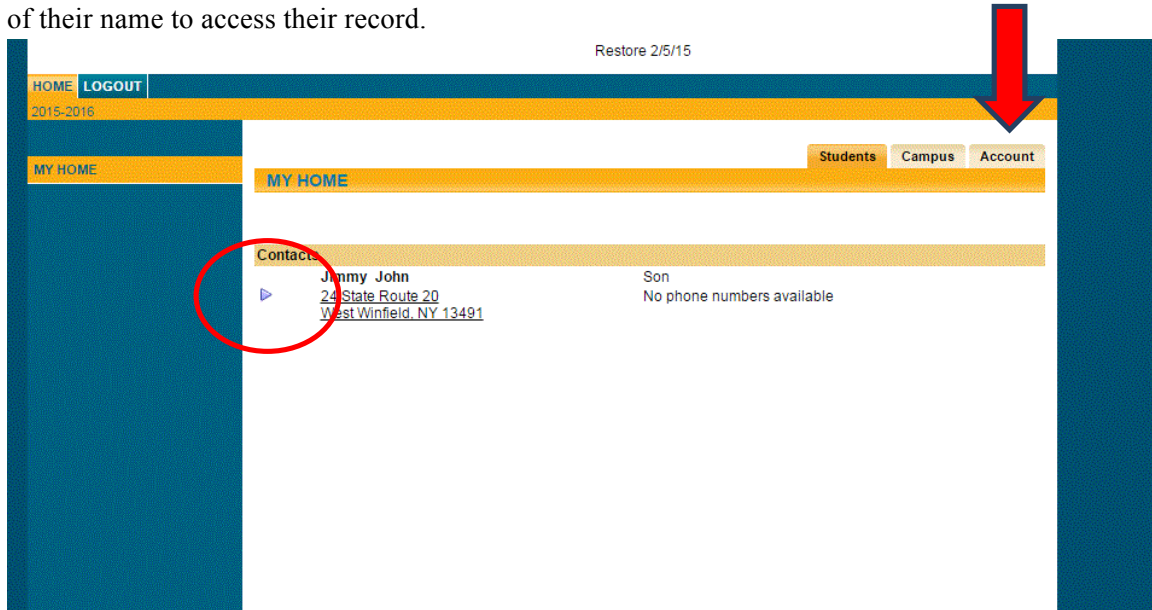 of their name to access their record.
Restore 2/5/15
HOME LOGOUT
2015-2016
Students Campus Account
MY HOME
MY HOME
Contacts
Jimmy John Son
24 State Route 20 No phone numbers available
West Winfield, NY 13491